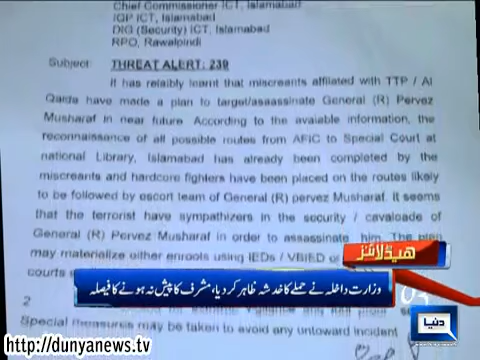 Chief Commissioner ICT, Islamabad
IGP ICT, Islamabad
DIG (Security) ICT, Islamabad
RPO, Rawalpindi
Subject: THREAT ALERT: 239
It has relaibly learnt that miscreants affilated with TTP / Al
Qaida have made a plan to target/asassinate General (R) Pervez
Musharaf in near future. According to the avaiable information, the
reconnaissance of all possible routes from AFIC to Special Court at
national Library, Islamabad has already been completed by the
miscreants and hardcore fighters have been placed on the routes likely
to be followed by escort team of General (R) pervez Musharaf. It seems
that the terrorist have sympathizers in the security / cavaloade of
General (R) Pervez Musharaf in order to assassinate him. The plan
may materialize either enroute using IEDs / VBIED or
courts
ہیڈلائنز
وزارت داخلہ نے حملے کا خدشہ ظاہر کردیا، مشرف کا پیش نہ ہونے کا فیصلہ
2
Special measures may be taken to avoid any untoward incident
دنیا
http://dunyanews.tv